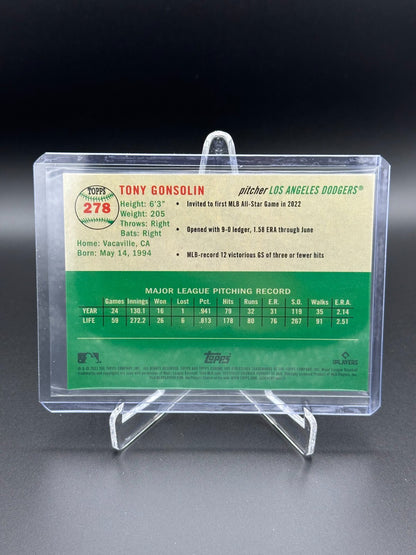 TOPPS
278
TONY GONSOLIN
pitcher LOS ANGELES DODGERS®
Height: 6'3"
Weight: 205
Throws: Right
Bats: Right
Home: Vacaville, CA
Born: May 14, 1994
• Invited to first MLB All-Star Game in 2022
• Opened with 9-0 ledger, 1.58 ERA through June
• MLB-record 12 victorious GS of three or fewer hits
MAJOR LEAGUE PITCHING RECORD
Games Innings Won Lost Pct. Hits Runs E.R. S.O. Walks E.R.A.
YEAR 24 130.1 16 1 .941 79 32 31 119 35 2.14
LIFE 59 272.2 26 6 .813 178 80 76 267 91 2.51
Topps
PLAYERS